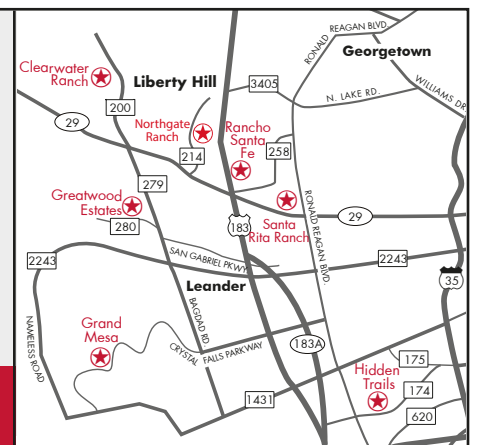 RONALD
REAGAN BLVD.
Georgetown
Clearwater
Ranch
Liberty Hill
3405
N. LAKE RD.
WILLIAMS DR.
200
29
Northgate
Ranch
Rancho
Santa
Fe
214
258
279
Greatwood
Estates
280
183
Santa
Rita Ranch
RONALD REAGAN BLVD.
29
SAN GABRIEL PKWY.
2243
2243
Leander
35
NAMELESS ROAD
BAGDAD RD.
Grand
Mesa
CRYSTAL FALLS PARKWAY
183A
175
Hidden
Trails
174
1431
620